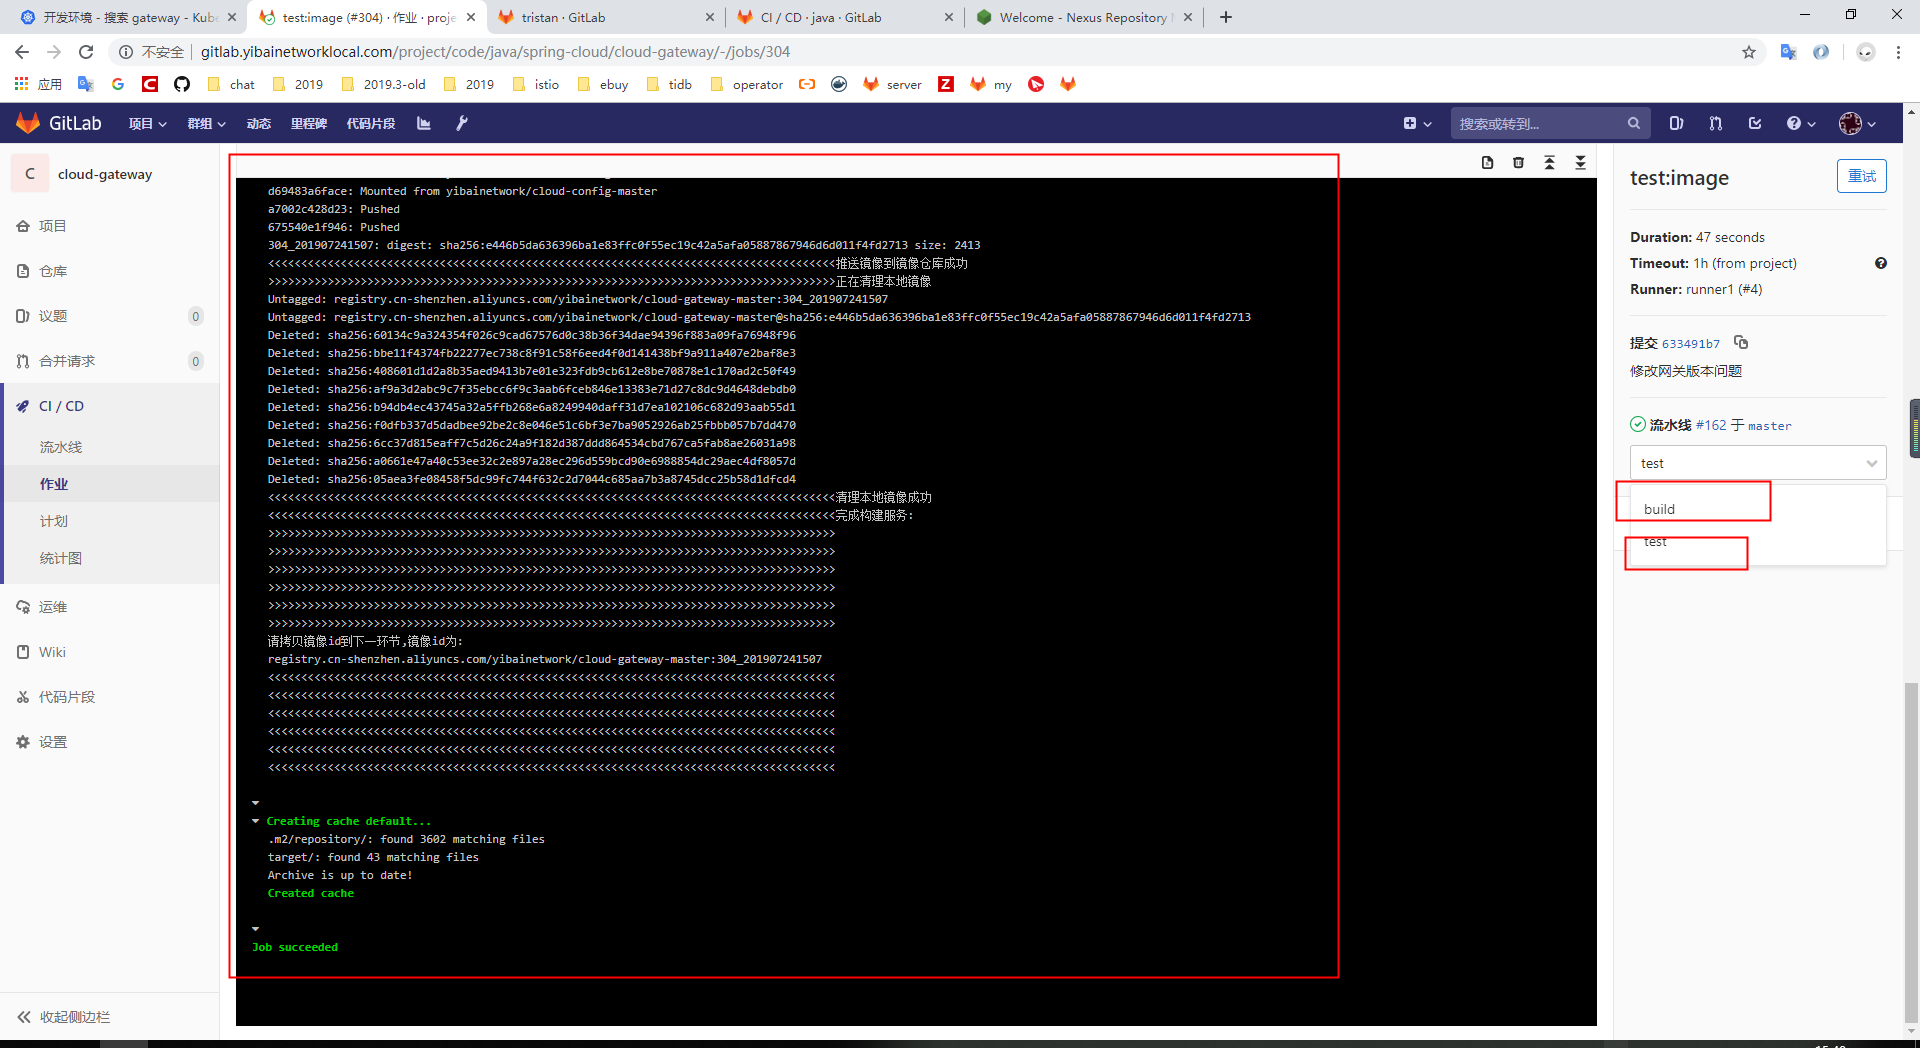 开发环境 - 搜索 gateway - Kub
test:image (#304) · 作业 · proje
tristan · GitLab
CI / CD · java · GitLab
Welcome - Nexus Repository
不安全
gitlab.yibainetworklocal.com/project/code/java/spring-cloud/cloud-gateway/-/jobs/304
应用
chat
2019
2019.3-old
2019
istio
ebuy
tidb
operator
server
Z
my
GitLab
项目
群组
动态
里程碑
代码片段
搜索或转到...
C
cloud-gateway
项目
仓库
议题
0
合并请求
0
CI / CD
流水线
作业
计划
统计图
运维
Wiki
代码片段
设置
收起侧边栏
d69483a6face: Mounted from yibainetwork/cloud-config-master
a7002c428d23: Pushed
675540e1f946: Pushed
304_201907241507: digest: sha256:e446b5da636396ba1e83ffc0f55ec19c42a5afa05887867946d6d011f4fd2713 size: 2413
<<<<<<<<<<<<<<<<<<<<<<<<<<<<<<<<<<<<<<<<<<<<<<<<<<<<<<<<<<<<<<<<<<<<<<<<<<<<<<<<<<<<<<推送镜像到镜像仓库成功
>>>>>>>>>>>>>>>>>>>>>>>>>>>>>>>>>>>>>>>>>>>>>>>>>>>>>>>>>>>>>>>>>>>>>>>>>>>>>>>>>>>>>>正在清理本地镜像
Untagged: registry.cn-shenzhen.aliyuncs.com/yibainetwork/cloud-gateway-master:304_201907241507
Untagged: registry.cn-shenzhen.aliyuncs.com/yibainetwork/cloud-gateway-master@sha256:e446b5da636396ba1e83ffc0f55ec19c42a5afa05887867946d6d011f4fd2713
Deleted: sha256:60134c9a324354f026c9cad67576d0c38b36f34dae94396f883a09fa76948f96
Deleted: sha256:bbe11f4374fb22277ec738c8f91c58f6eed4f0d141438bf9a911a407e2baf8e3
Deleted: sha256:408601d1d2a8b35aed9413b7e01e323fdb9cb612e8be70878e1c170ad2c50f49
Deleted: sha256:af9a3d2abc9c7f35ebcc6f9c3aab6fceb846e13383e71d27c8dc9d4648debdb0
Deleted: sha256:b94db4ec43745a32a5ffb268e6a8249940daff31d7ea102106c682d93aab55d1
Deleted: sha256:f0dfb337d5dadbee92be2c8e046e51c6bf3e7ba9052926ab25fbbb057b7dd470
Deleted: sha256:6cc37d815eaff7c5d26c24a9f182d387ddd864534cbd767ca5fab8ae26031a98
Deleted: sha256:a0661e47a40c53ee32c2e897a28ec296d559bcd90e6988854dc29aec4df8057d
Deleted: sha256:05aea3fe08458f5dc99fc744f632c2d7044c685aa7b3a8745dcc25b58d1dfcd4
<<<<<<<<<<<<<<<<<<<<<<<<<<<<<<<<<<<<<<<<<<<<<<<<<<<<<<<<<<<<<<<<<<<<<<<<<<<<<<<<<<<<<<清理本地镜像成功
<<<<<<<<<<<<<<<<<<<<<<<<<<<<<<<<<<<<<<<<<<<<<<<<<<<<<<<<<<<<<<<<<<<<<<<<<<<<<<<<<<<<<<完成构建服务:
>>>>>>>>>>>>>>>>>>>>>>>>>>>>>>>>>>>>>>>>>>>>>>>>>>>>>>>>>>>>>>>>>>>>>>>>>>>>>>>>>>>>>>
>>>>>>>>>>>>>>>>>>>>>>>>>>>>>>>>>>>>>>>>>>>>>>>>>>>>>>>>>>>>>>>>>>>>>>>>>>>>>>>>>>>>>>
>>>>>>>>>>>>>>>>>>>>>>>>>>>>>>>>>>>>>>>>>>>>>>>>>>>>>>>>>>>>>>>>>>>>>>>>>>>>>>>>>>>>>>
>>>>>>>>>>>>>>>>>>>>>>>>>>>>>>>>>>>>>>>>>>>>>>>>>>>>>>>>>>>>>>>>>>>>>>>>>>>>>>>>>>>>>>
>>>>>>>>>>>>>>>>>>>>>>>>>>>>>>>>>>>>>>>>>>>>>>>>>>>>>>>>>>>>>>>>>>>>>>>>>>>>>>>>>>>>>>
>>>>>>>>>>>>>>>>>>>>>>>>>>>>>>>>>>>>>>>>>>>>>>>>>>>>>>>>>>>>>>>>>>>>>>>>>>>>>>>>>>>>>>
请拷贝镜像id到下一环节,镜像id为:
registry.cn-shenzhen.aliyuncs.com/yibainetwork/cloud-gateway-master:304_201907241507
<<<<<<<<<<<<<<<<<<<<<<<<<<<<<<<<<<<<<<<<<<<<<<<<<<<<<<<<<<<<<<<<<<<<<<<<<<<<<<<<<<<<<<
<<<<<<<<<<<<<<<<<<<<<<<<<<<<<<<<<<<<<<<<<<<<<<<<<<<<<<<<<<<<<<<<<<<<<<<<<<<<<<<<<<<<<<
<<<<<<<<<<<<<<<<<<<<<<<<<<<<<<<<<<<<<<<<<<<<<<<<<<<<<<<<<<<<<<<<<<<<<<<<<<<<<<<<<<<<<<
<<<<<<<<<<<<<<<<<<<<<<<<<<<<<<<<<<<<<<<<<<<<<<<<<<<<<<<<<<<<<<<<<<<<<<<<<<<<<<<<<<<<<<
<<<<<<<<<<<<<<<<<<<<<<<<<<<<<<<<<<<<<<<<<<<<<<<<<<<<<<<<<<<<<<<<<<<<<<<<<<<<<<<<<<<<<<
<<<<<<<<<<<<<<<<<<<<<<<<<<<<<<<<<<<<<<<<<<<<<<<<<<<<<<<<<<<<<<<<<<<<<<<<<<<<<<<<<<<<<<
Creating cache default...
.m2/repository/: found 3602 matching files
target/: found 43 matching files
Archive is up to date!
Created cache
Job succeeded
test:image
重试
Duration: 47 seconds
Timeout: 1h (from project)
Runner: runner1 (#4)
提交 633491b7
修改网关版本问题
流水线 #162 于 master
test
build
test